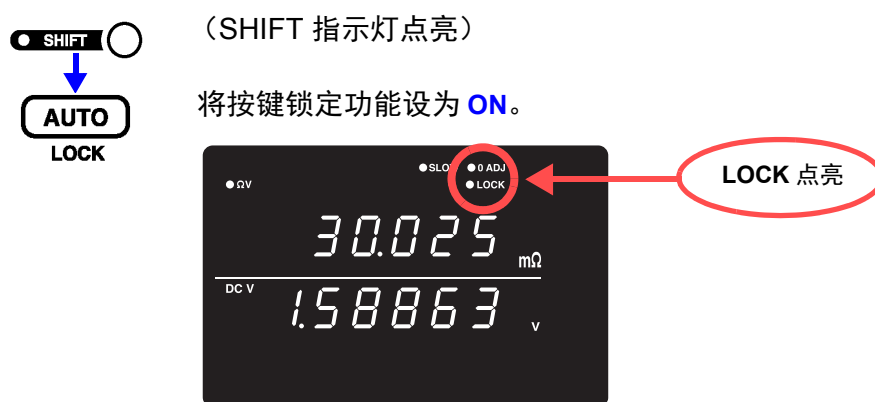 SHIFT
（SHIFT 指示灯点亮）
AUTO
LOCK
将按键锁定功能设为 ON。
ΩV
0 ADJ
LOCK
LOCK 点亮
30.025 mΩ
DC V
1.58863 V